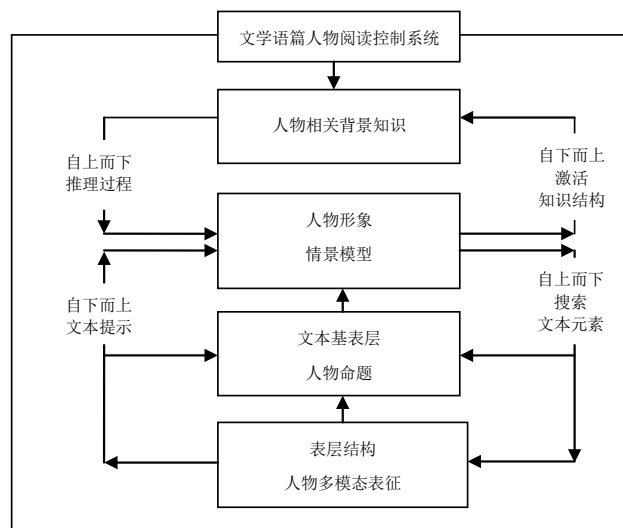 文学语篇人物阅读控制系统
人物相关背景知识
自上而下
推理过程
自下而上
激活
知识结构
人物形象
情景模型
自下而上
文本提示
自上而下
搜索
文本元素
文本基表层
人物命题
表层结构
人物多模态表征